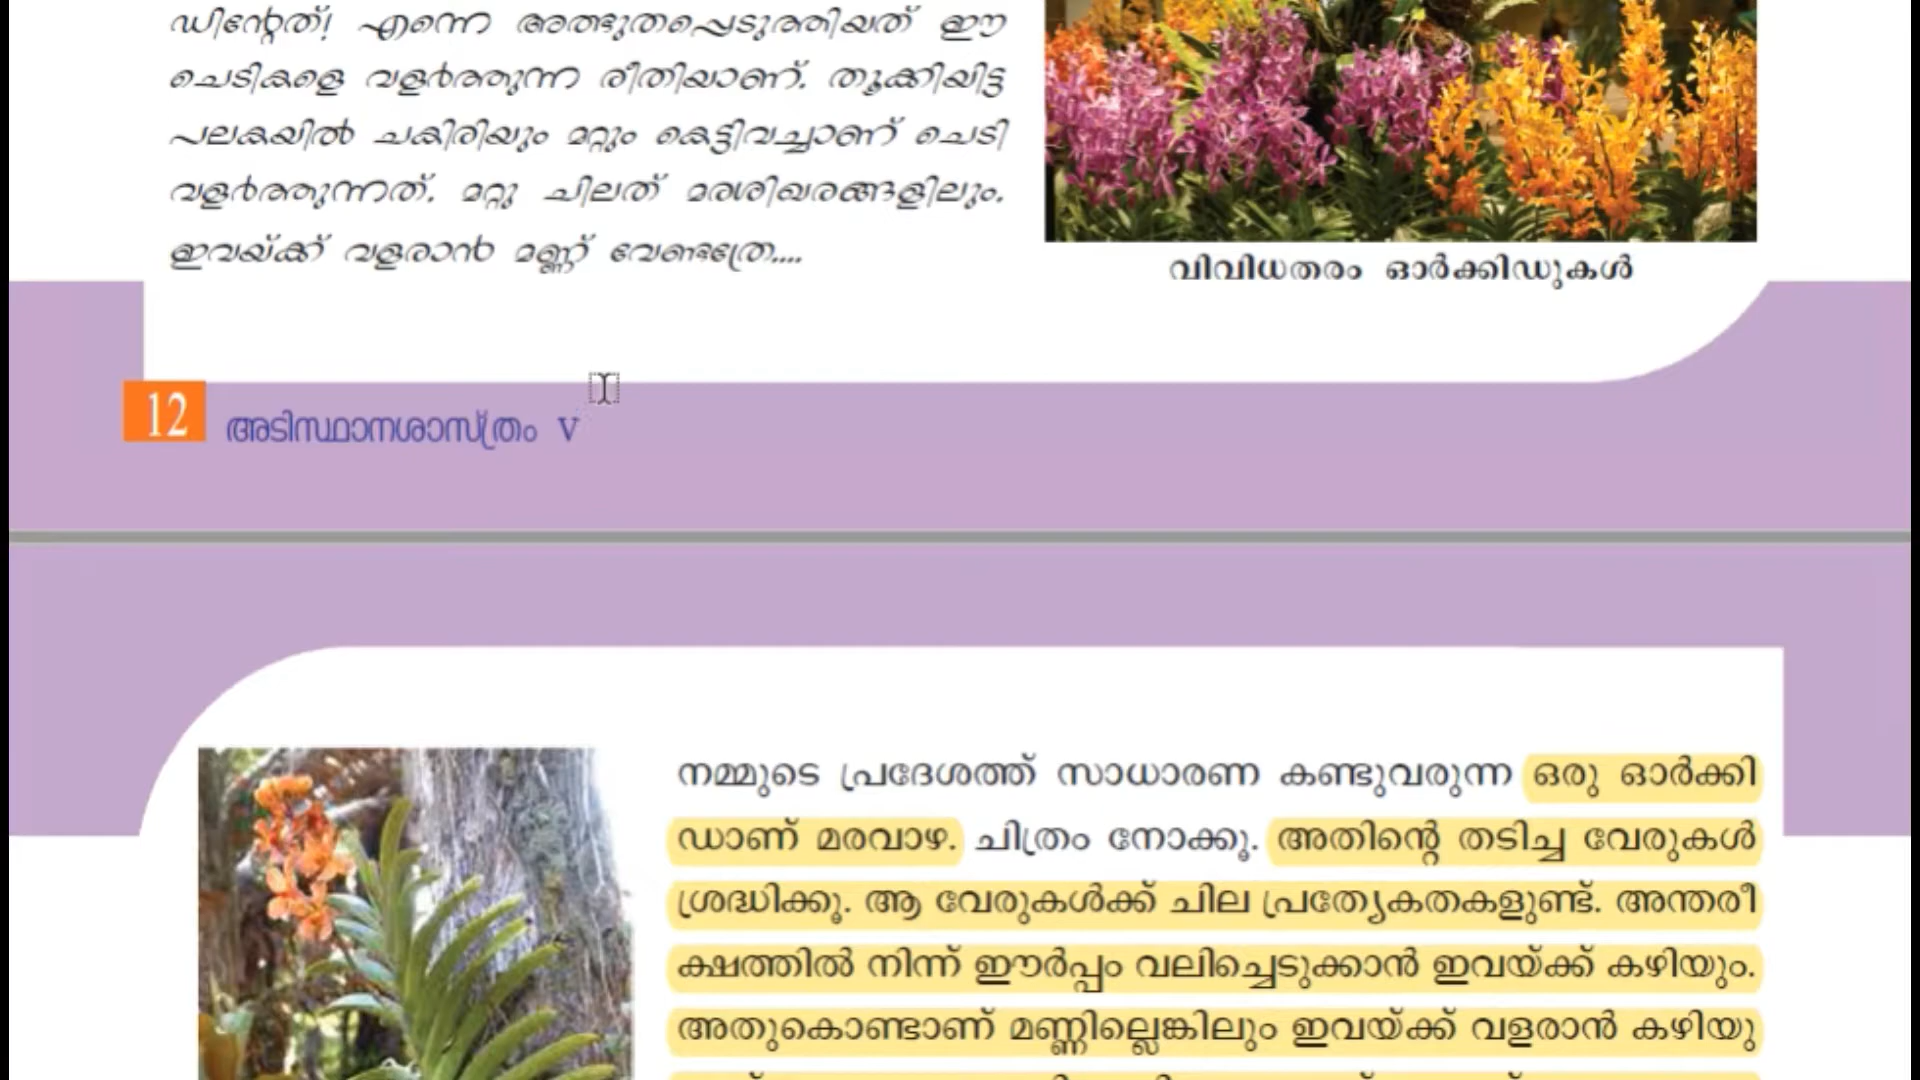 ഡിന്റേത്! എന്നെ അത്ഭുതപ്പെടുത്തിയത് ഈ
ചെടികളെ വളർത്തുന്ന രീതിയാണ്. തൂക്കിയിട്ട
പലകയിൽ ചകിരിയും മറ്റും കെട്ടിവച്ചാണ് ചെടി
വളർത്തുന്നത്. മറ്റു ചിലത് മരശിഖരങ്ങളിലും.
ഇവയ്ക്ക് വളരാൻ മണ്ണ് വേണ്ടത്രേ....
വിവിധതരം ഓർക്കിഡുകൾ
12 അടിസ്ഥാനശാസ്ത്രം V
നമ്മുടെ പ്രദേശത്ത് സാധാരണ കണ്ടുവരുന്ന ഒരു ഓർക്കി
ഡാണ് മരവാഴ. ചിത്രം നോക്കൂ. അതിന്റെ തടിച്ച വേരുകൾ
ശ്രദ്ധിക്കൂ. ആ വേരുകൾക്ക് ചില പ്രത്യേകതകളുണ്ട്. അന്തരീ
ക്ഷത്തിൽ നിന്ന് ഈർപ്പം വലിച്ചെടുക്കാൻ ഇവയ്ക്ക് കഴിയും.
അതുകൊണ്ടാണ് മണ്ണില്ലെങ്കിലും ഇവയ്ക്ക് വളരാൻ കഴിയു